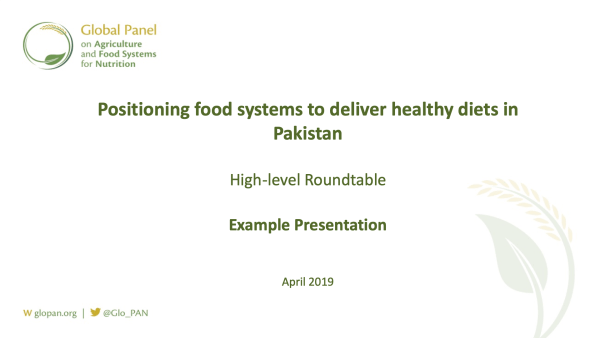 Global Panel
on Agriculture
and Food Systems
for Nutrition
Positioning food systems to deliver healthy diets in
Pakistan
High-level Roundtable
Example Presentation
April 2019
W glopan.org | @Glo_PAN